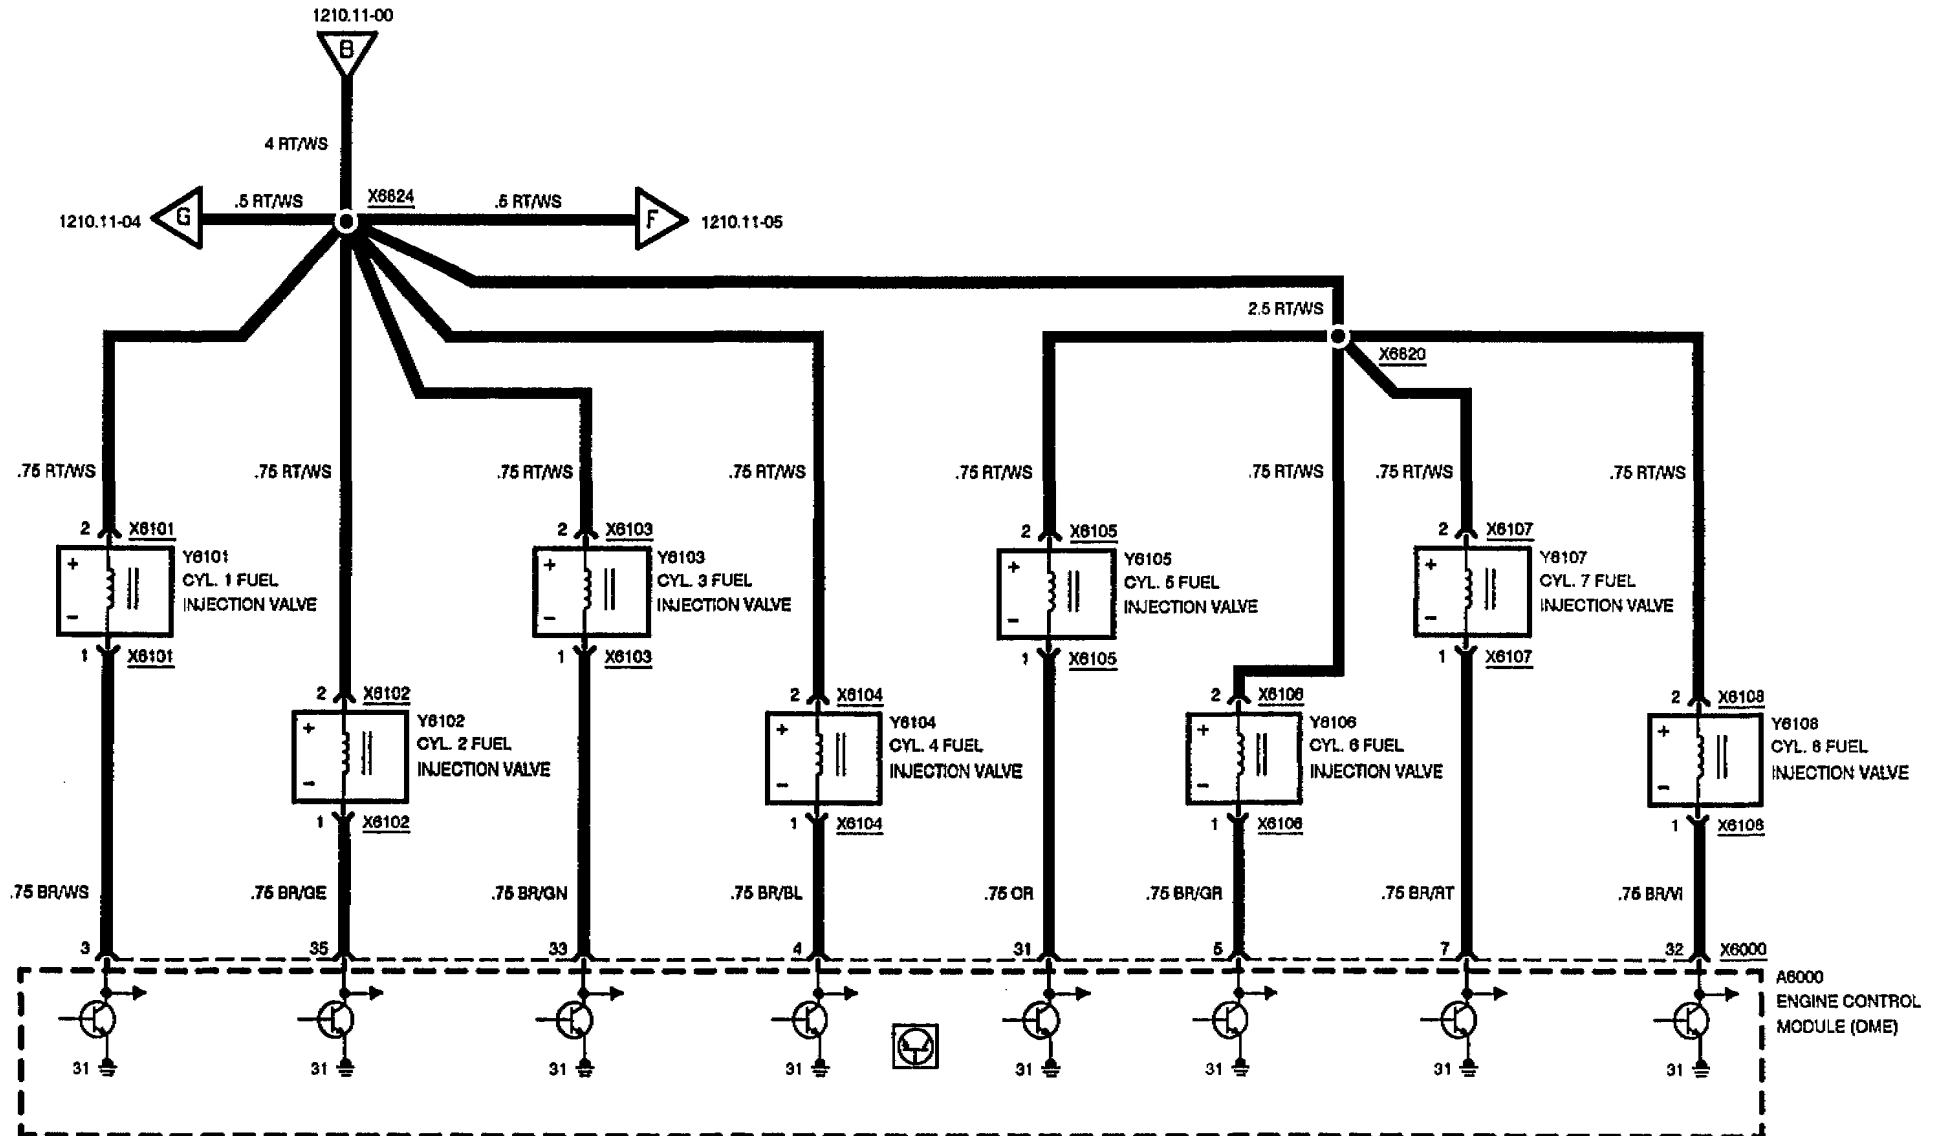 1210.11-00
B
4 RT/WS
1210.11-04 G .5 RT/WS X6824 .5 RT/WS F 1210.11-05
2.5 RT/WS
X6820
.75 RT/WS .75 RT/WS .75 RT/WS .75 RT/WS .75 RT/WS .75 RT/WS .75 RT/WS .75 RT/WS
2 X6101
+
-
Y6101
CYL. 1 FUEL
INJECTION VALVE
1 X6101
2 X6103
+
-
Y6103
CYL. 3 FUEL
INJECTION VALVE
1 X6103
2 X6105
+
-
Y6105
CYL. 5 FUEL
INJECTION VALVE
1 X6105
2 X6107
+
-
Y6107
CYL. 7 FUEL
INJECTION VALVE
1 X6107
2 X6102
+
-
Y6102
CYL. 2 FUEL
INJECTION VALVE
1 X6102
2 X6104
+
-
Y6104
CYL. 4 FUEL
INJECTION VALVE
1 X6104
2 X6106
+
-
Y6106
CYL. 6 FUEL
INJECTION VALVE
1 X6106
2 X6108
+
-
Y6108
CYL. 8 FUEL
INJECTION VALVE
1 X6108
.75 BR/WS .75 BR/GE .75 BR/GN .75 BR/BL .75 OR .75 BR/GR .75 BR/RT .75 BR/VI
3 35 33 4 31 5 7 32 X6000
A6000
ENGINE CONTROL
MODULE (DME)
31 31 31 31 31 31 31 31